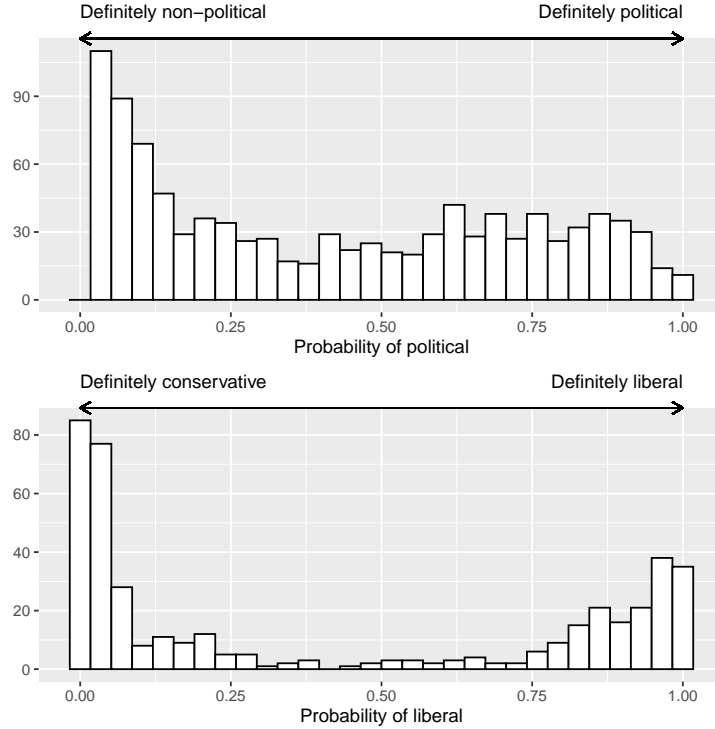 Definitely non−political Definitely political
90
60
30
0
0.00 0.25 0.50 0.75 1.00
Probability of political
Definitely conservative Definitely liberal
80
60
40
20
0
0.00 0.25 0.50 0.75 1.00
Probability of liberal